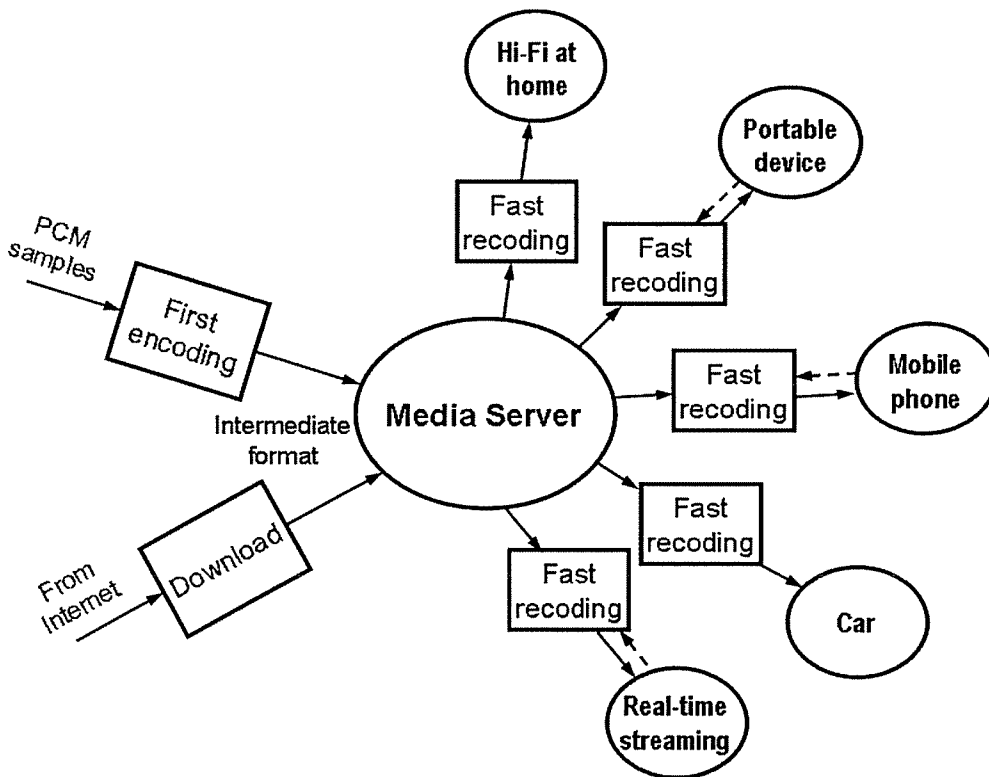 Hi-Fi at
home
Portable
device
Fast
recoding
Fast
recoding
PCM
samples
First
encoding
Fast
recoding
Mobile
phone
Media Server
Intermediate
format
Fast
recoding
Download
From
Internet
Fast
recoding
Car
Real-time
streaming